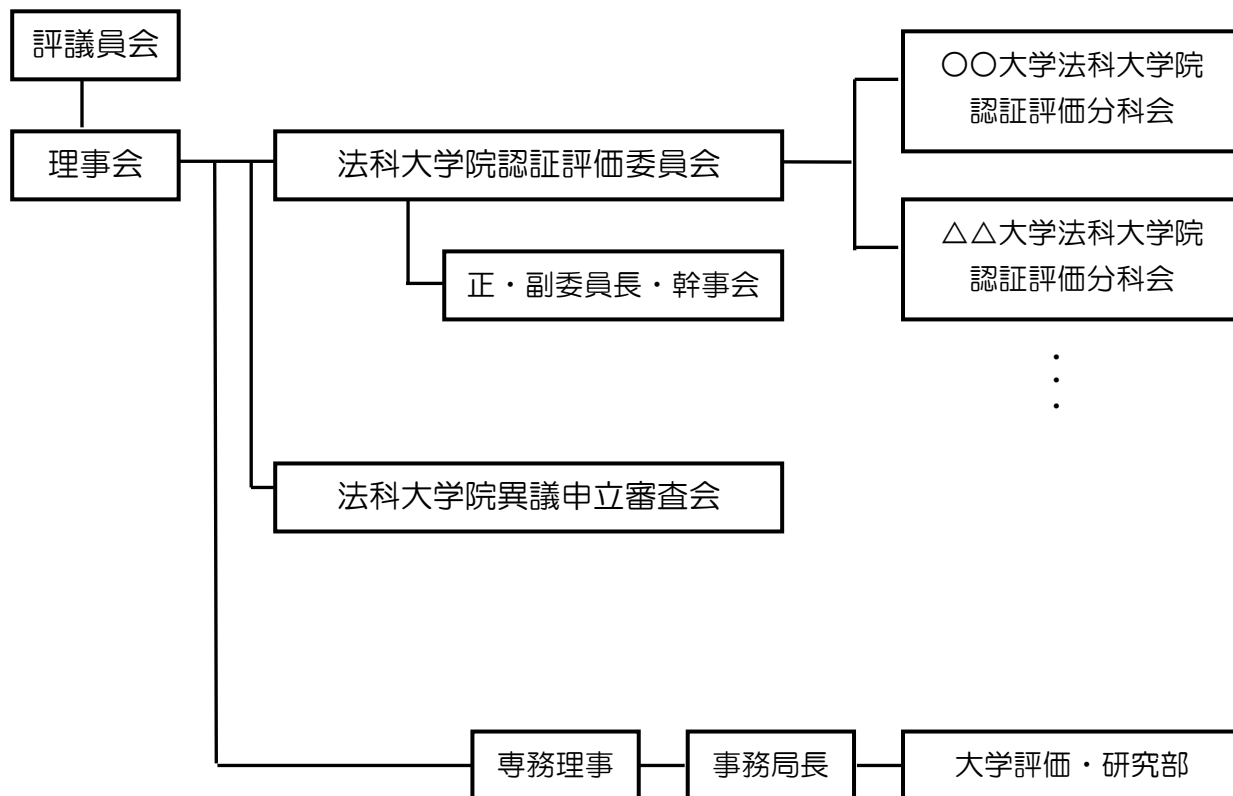 評議員会
理事会
法科大学院認証評価委員会
正・副委員長・幹事会
〇〇大学法科大学院
認証評価分科会
△△大学法科大学院
認証評価分科会
・
・
・
法科大学院異議申立審査会
専務理事
事務局長
大学評価・研究部